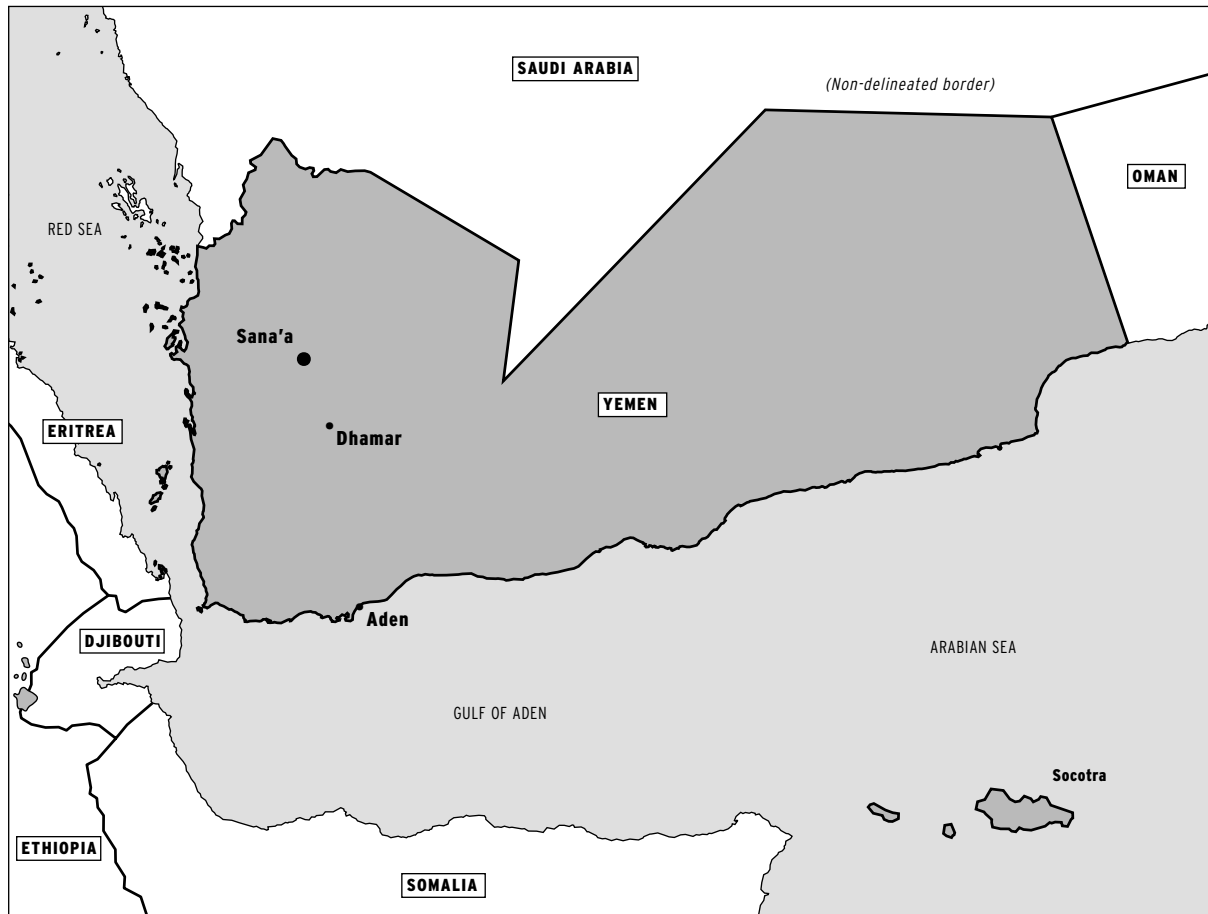 SAUDI ARABIA
(Non-delineated border)
OMAN
RED SEA
Sana'a
YEMEN
ERITREA
Dhamar
Aden
DJIBOUTI
ARABIAN SEA
GULF OF ADEN
Socotra
ETHIOPIA
SOMALIA